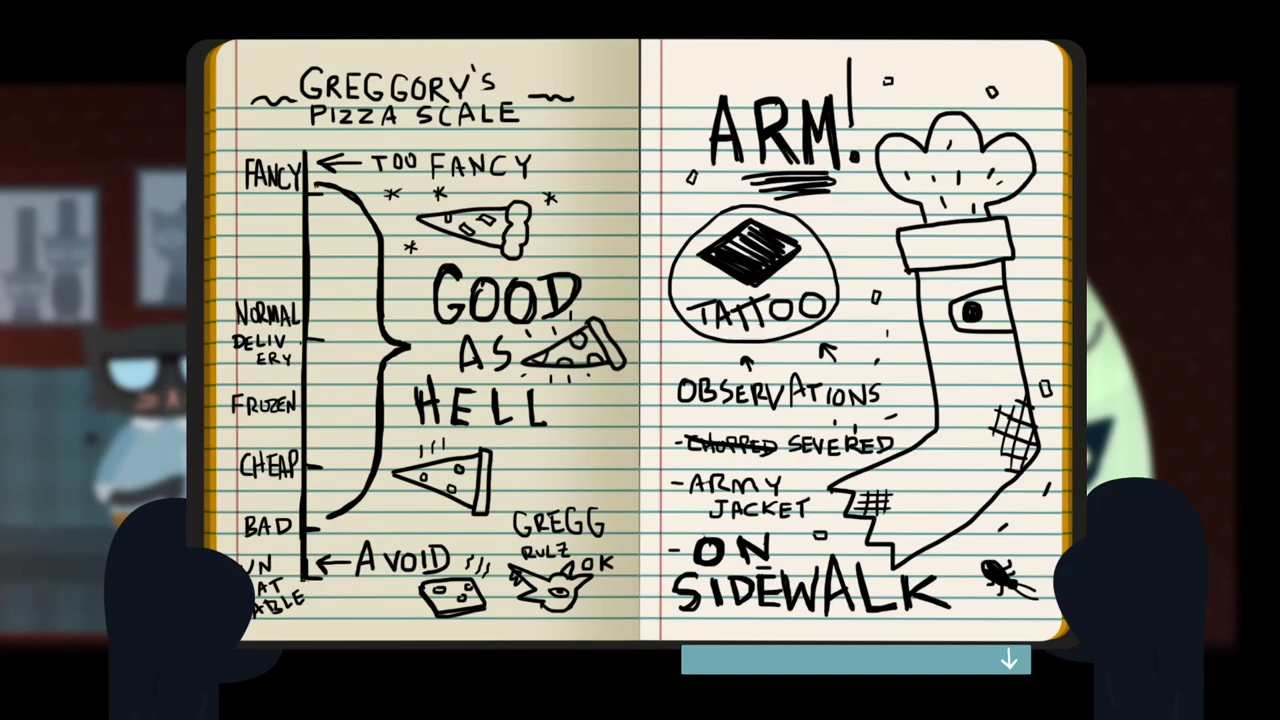 GREGGORY'S
PIZZA SCALE
FANCY
← TOO FANCY
NORMAL
DELIV
ERY
FROZEN
CHEAP
BAD
GOOD
AS
HELL
← AVOID
GREGG
RULZ
OK
ARM!
TATTOO
OBSERVATIONS
- CHOPPED SEVERED
- ARMY
JACKET
- ON
SIDEWALK